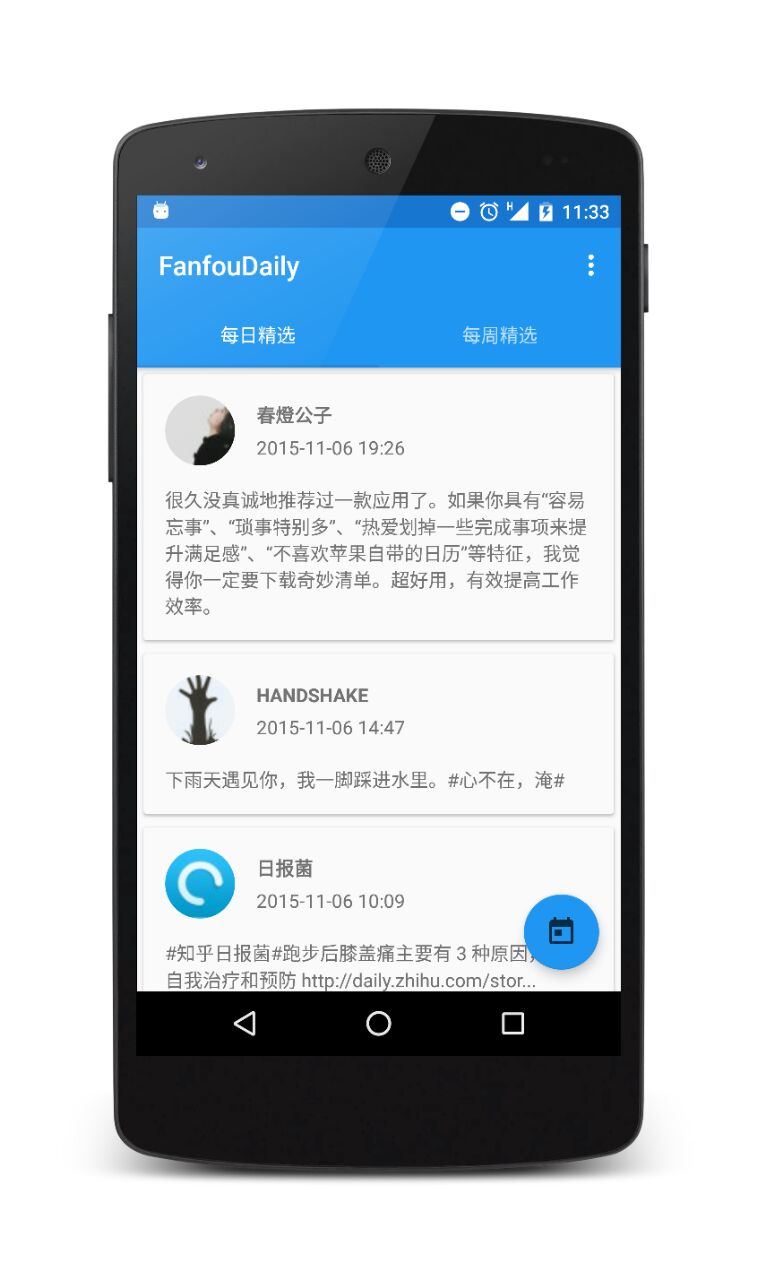 H
11:33
FanfouDaily
每日精选
每周精选
春燈公子
2015-11-06 19:26
很久没真诚地推荐过一款应用了。如果你具有“容易
忘事”、“琐事特别多”、“热爱划掉一些完成事项来提
升满足感”、“不喜欢苹果自带的日历”等特征，我觉
得你一定要下载奇妙清单。超好用，有效提高工作
效率。
HANDSHAKE
2015-11-06 14:47
下雨天遇见你，我一脚踩进水里。#心不在，淹#
日报菌
2015-11-06 10:09
#知乎日报菌#跑步后膝盖痛主要有 3 种原因，
自我治疗和预防 http://daily.zhihu.com/stor...